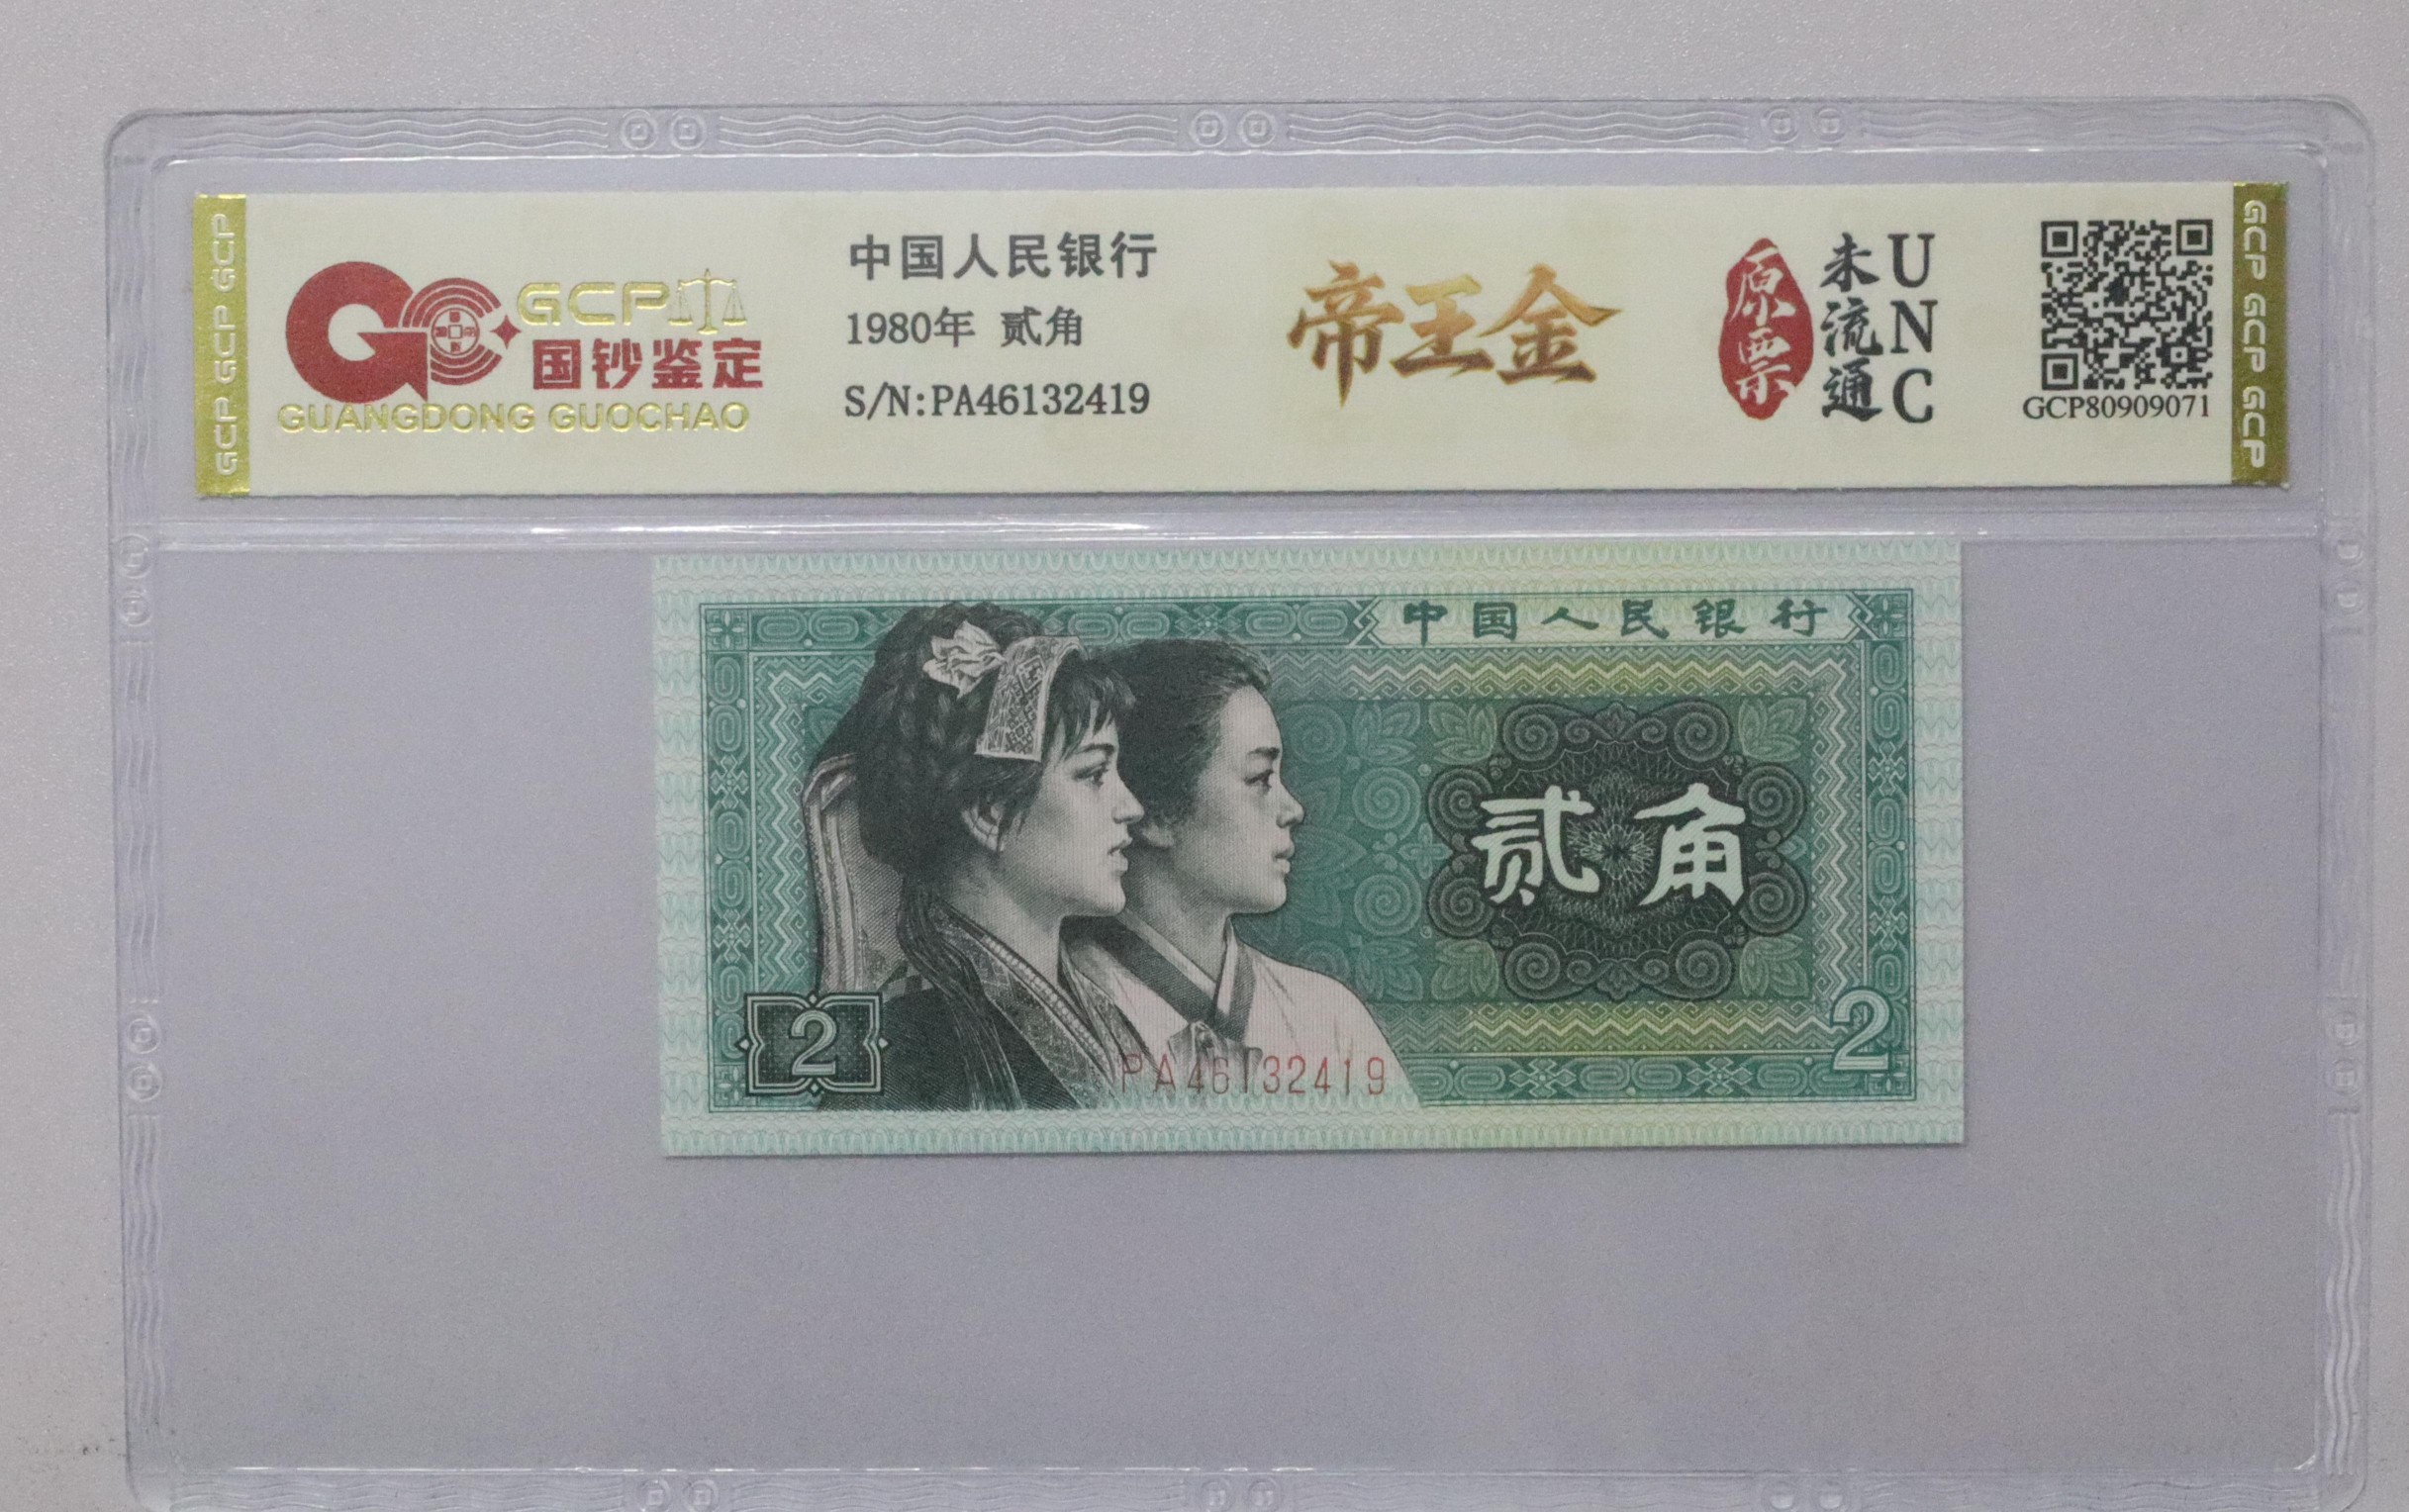 GCP GCP GCP
GCP
国钞鉴定
GUANGDONG GUOCHAO
中国人民银行
1980年 贰角
S/N:PA46132419
帝王金
原票
未流通
UNC
GCP80909071
GCP GCP GCP
中国人民银行
贰角
2
2
PA46132419